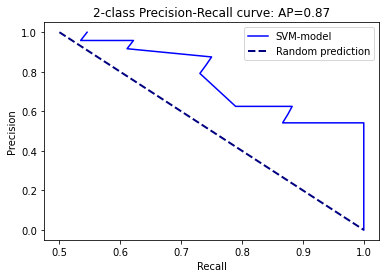 2-class Precision-Recall curve: AP=0.87
SVM-model
Random prediction
Precision
1.0
0.8
0.6
0.4
0.2
0.0
0.5
0.6
0.7
0.8
0.9
1.0
Recall